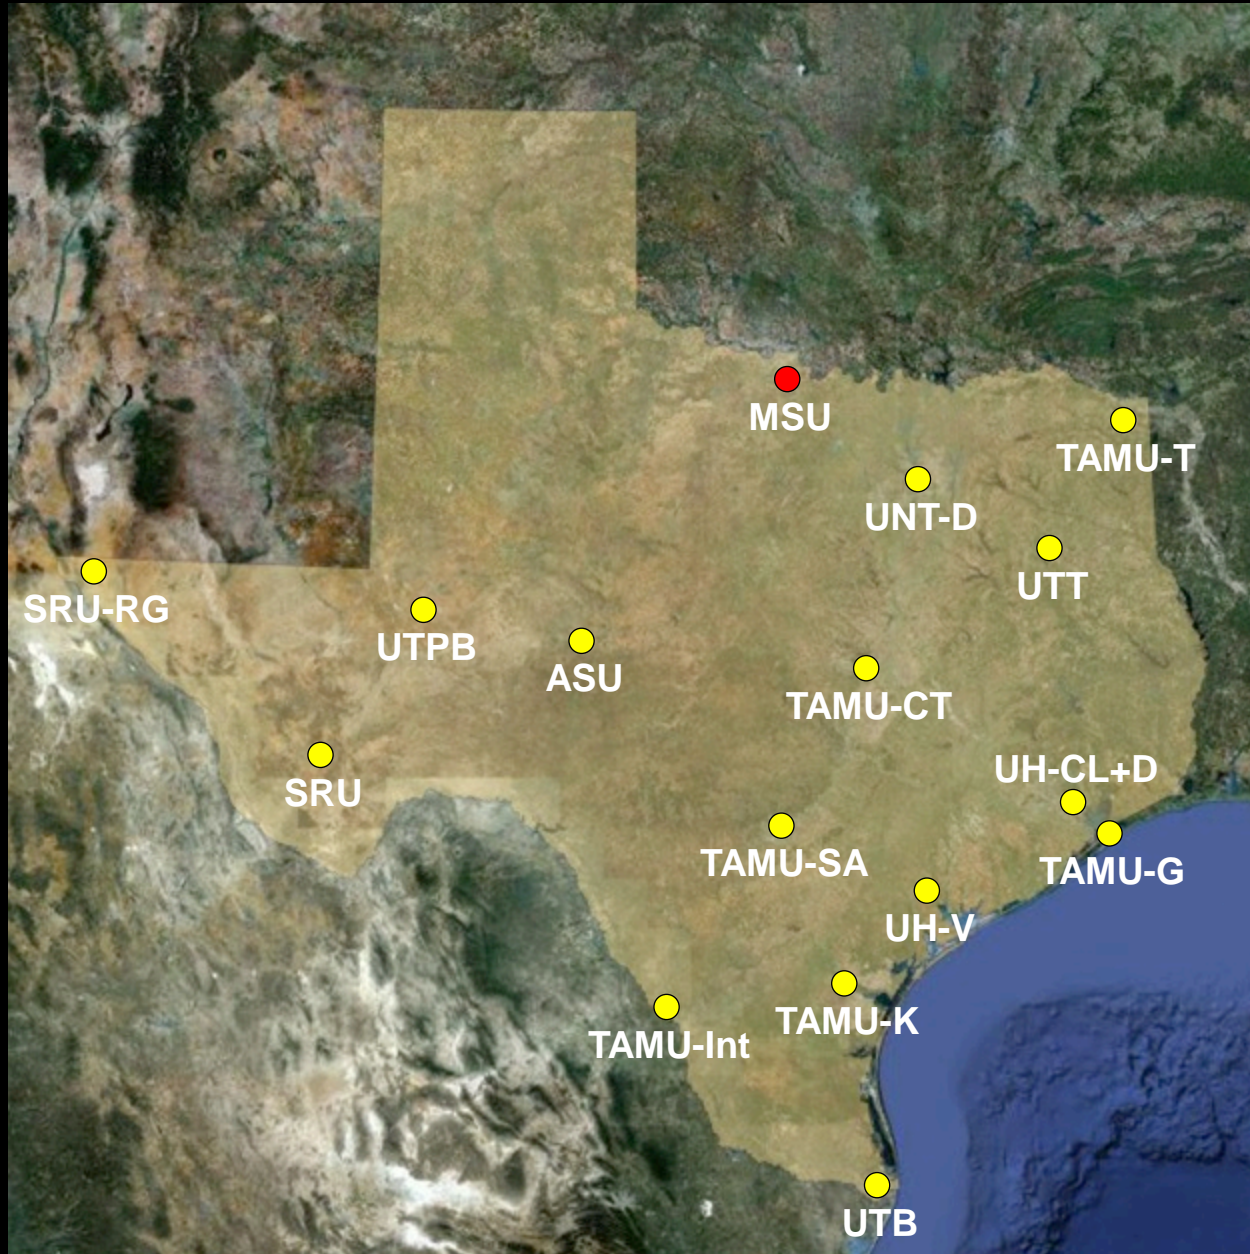 MSU
TAMU-T
UNT-D
UTT
SRU-RG
UTPB
ASU
TAMU-CT
UH-CL+D
SRU
TAMU-SA
TAMU-G
UH-V
TAMU-K
TAMU-Int
UTB